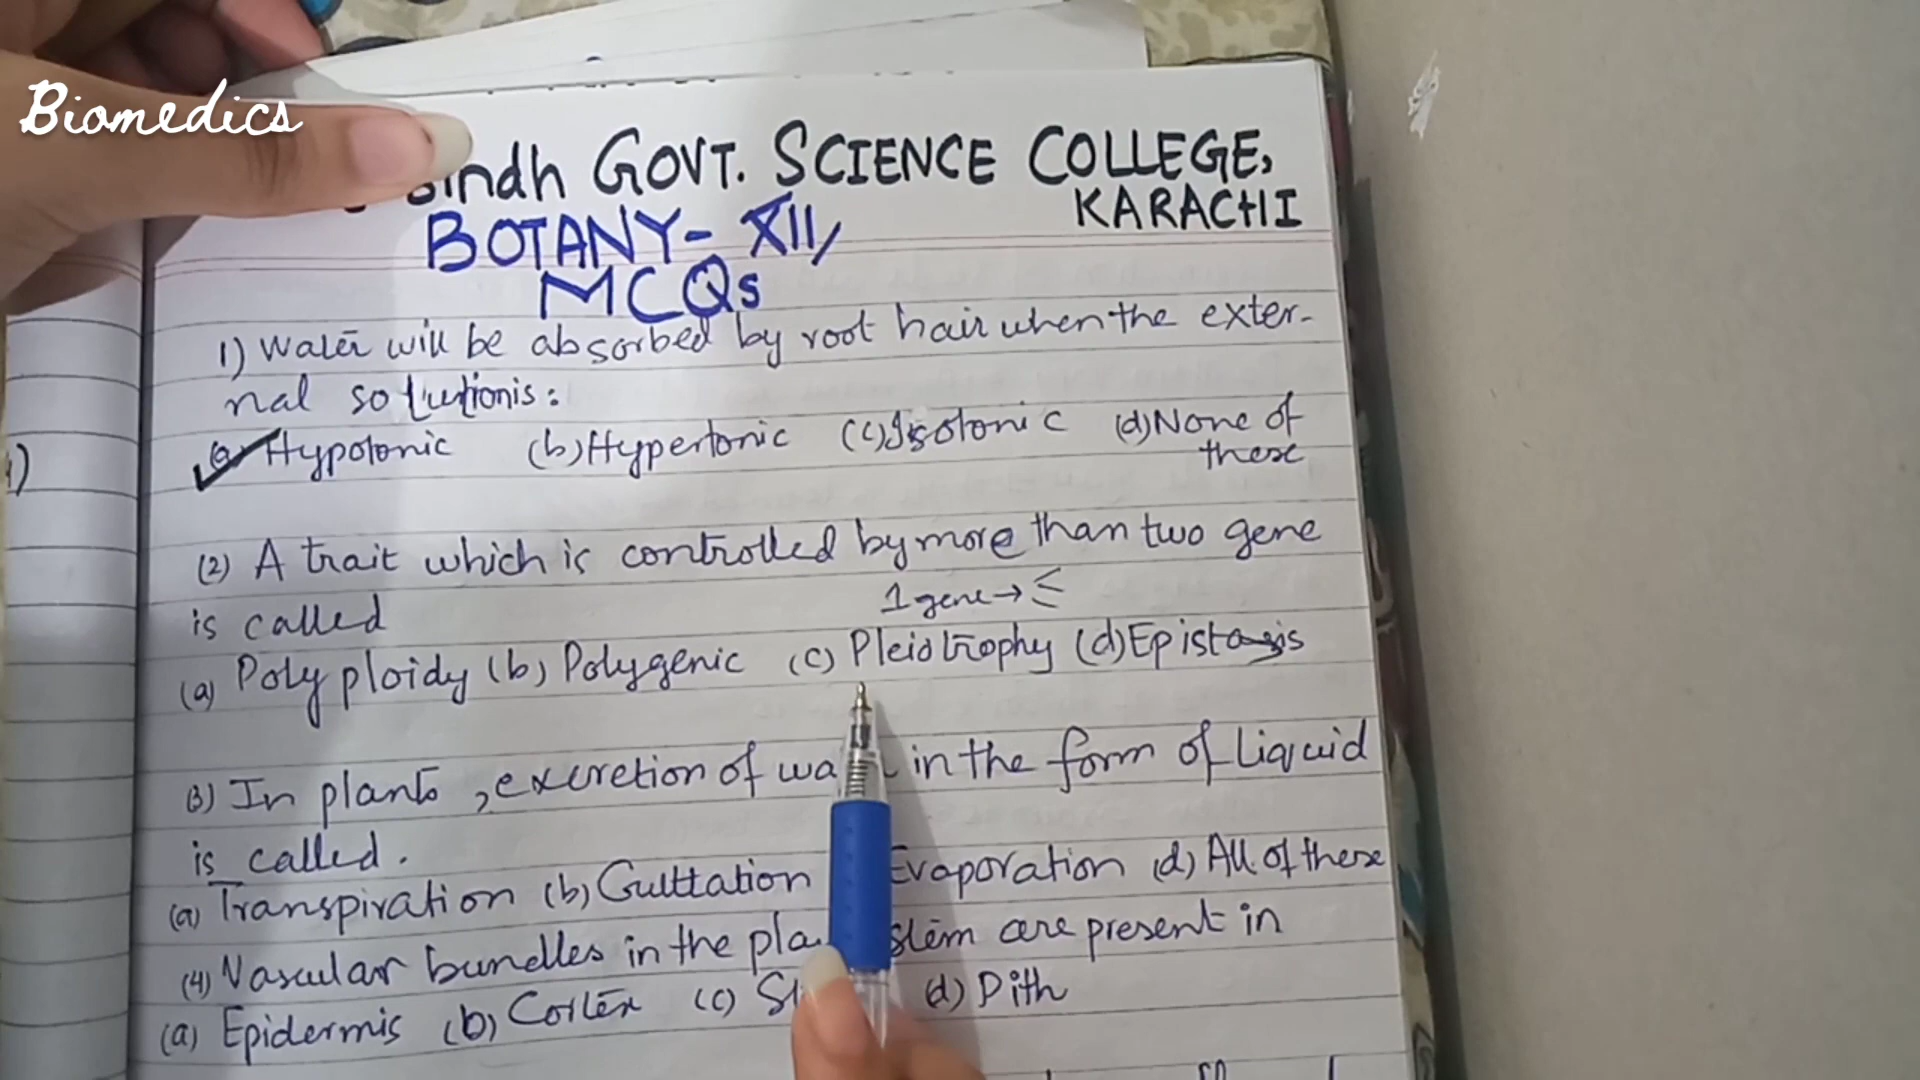 Biomedics
Sindh GOVT. SCIENCE COLLEGE,
KARACHI
BOTANY- XII,
MCQs
1) Water will be absorbed by root hair when the exter-
nal solutionis:
(a) Hypotonic (b) Hypertonic (c) Isotonic (d) None of
these
(2) A trait which is controlled by more than two gene
is called
1 gene →
(a) Poly ploidy (b) Polygenic (c) Pleiotrophy (d) Epistasis
(3) In plants, excretion of wa in the form of liquid
is called.
(a) Transpiration (b) Guttation Evaporation (d) All of these
(4) Vascular bundles in the pla stem are present in
(a) Epidermis (b) Cortex (c) St (d) Pith